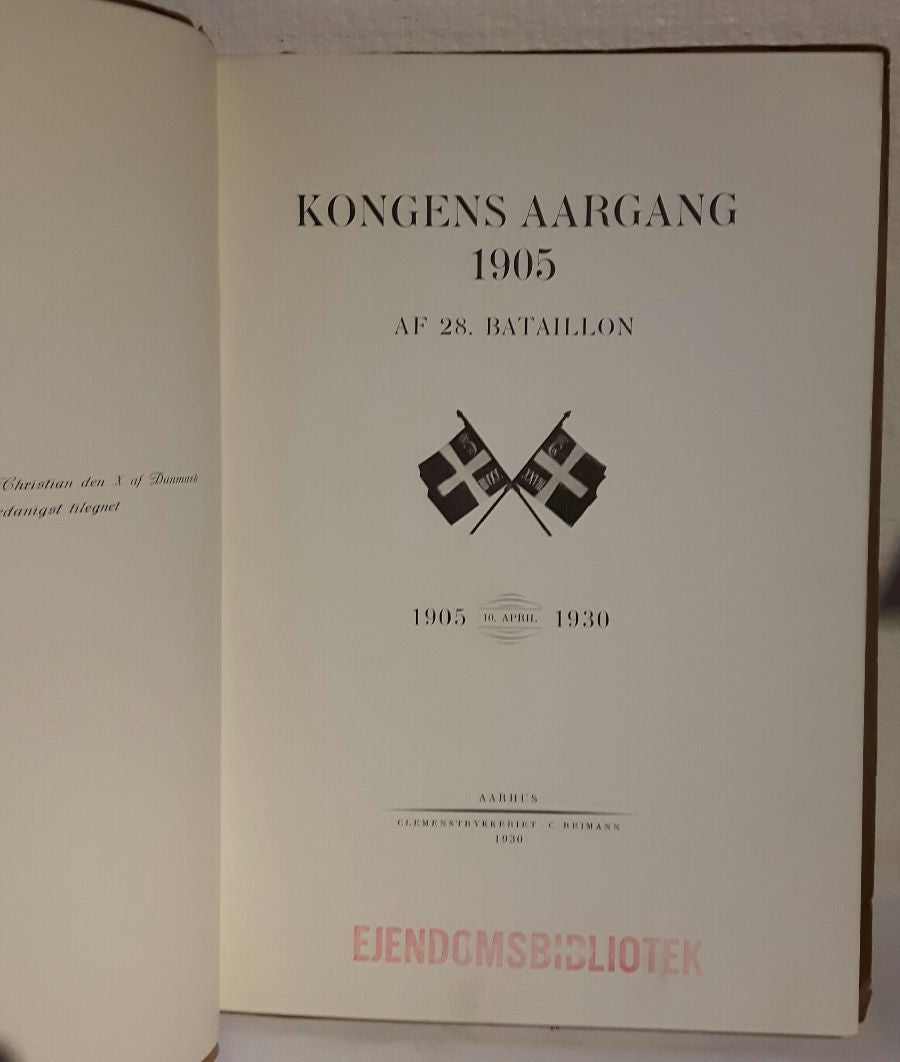 Christian den X af Danmark
tilegnet
KONGENS AARGANG
1905
AF 28. BATAILLON
XXVIII
1905 10. APRIL 1930
AARHUS
CLEMENSTRYKKERIET - C. REIMANN
1930
EJENDOMSBIBLIOTEK